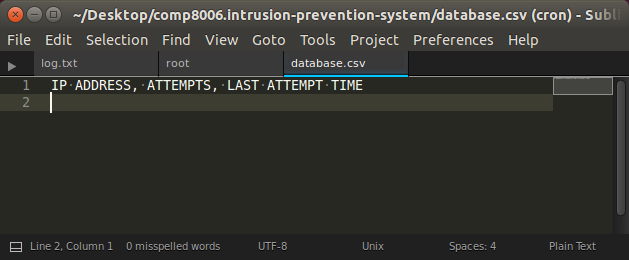 ~/Desktop/comp8006.intrusion-prevention-system/database.csv (cron) - Subl
File Edit Selection Find View Goto Tools Project Preferences Help
log.txt root database.csv
1 IP ADDRESS, ATTEMPTS, LAST ATTEMPT TIME
2
Line 2, Column 1 0 misspelled words UTF-8 Unix Spaces: 4 Plain Text